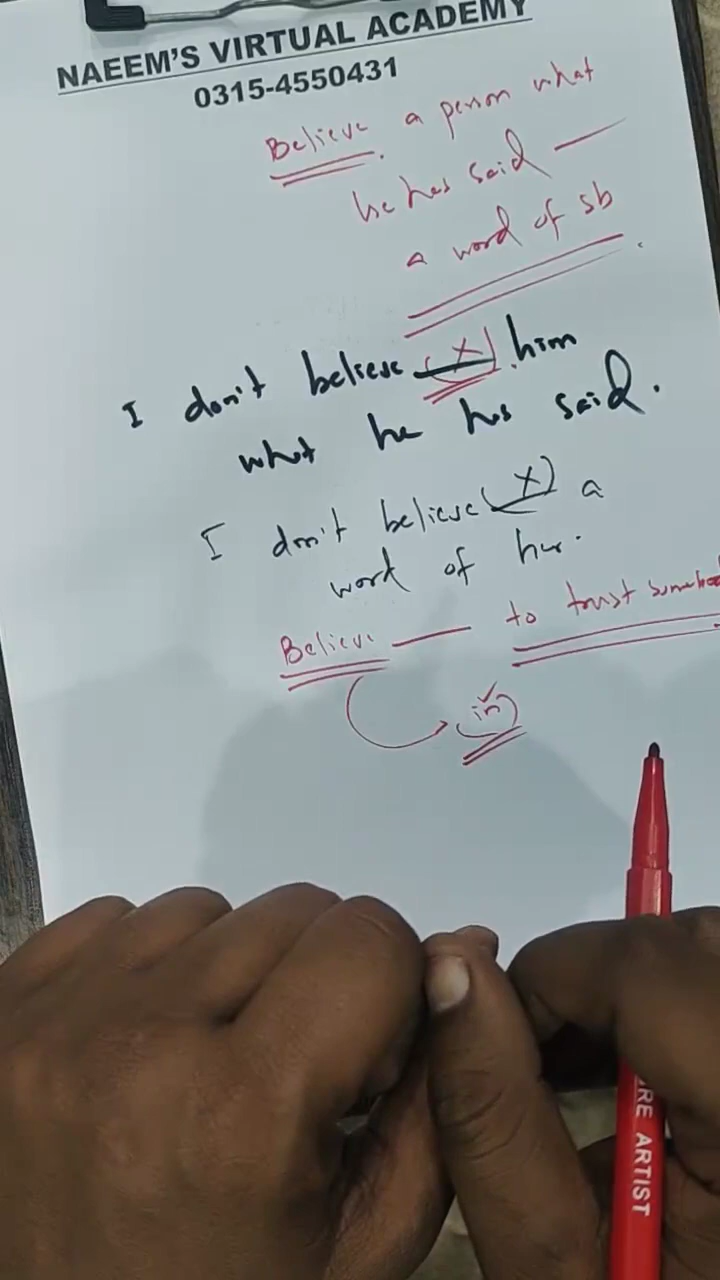 NAEEM'S VIRTUAL ACADEMY
0315-4550431
Believe a person what
he has said —
a word of sb
I don't believe (X) him
what he has said.
I don't believe (X) a
word of her.
Believe — to trust
in ✓
RE ARTIST